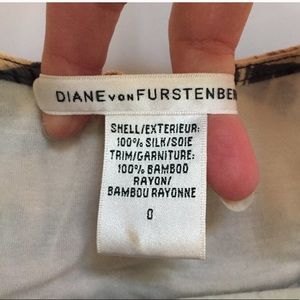 DIANE VON FURSTENBER
SHELL/EXTERIEUR:
100% SILK/SOIE
TRIM/GARNITURE:
100% BAMBOO
RAYON/
BAMBOU RAYONNE
0